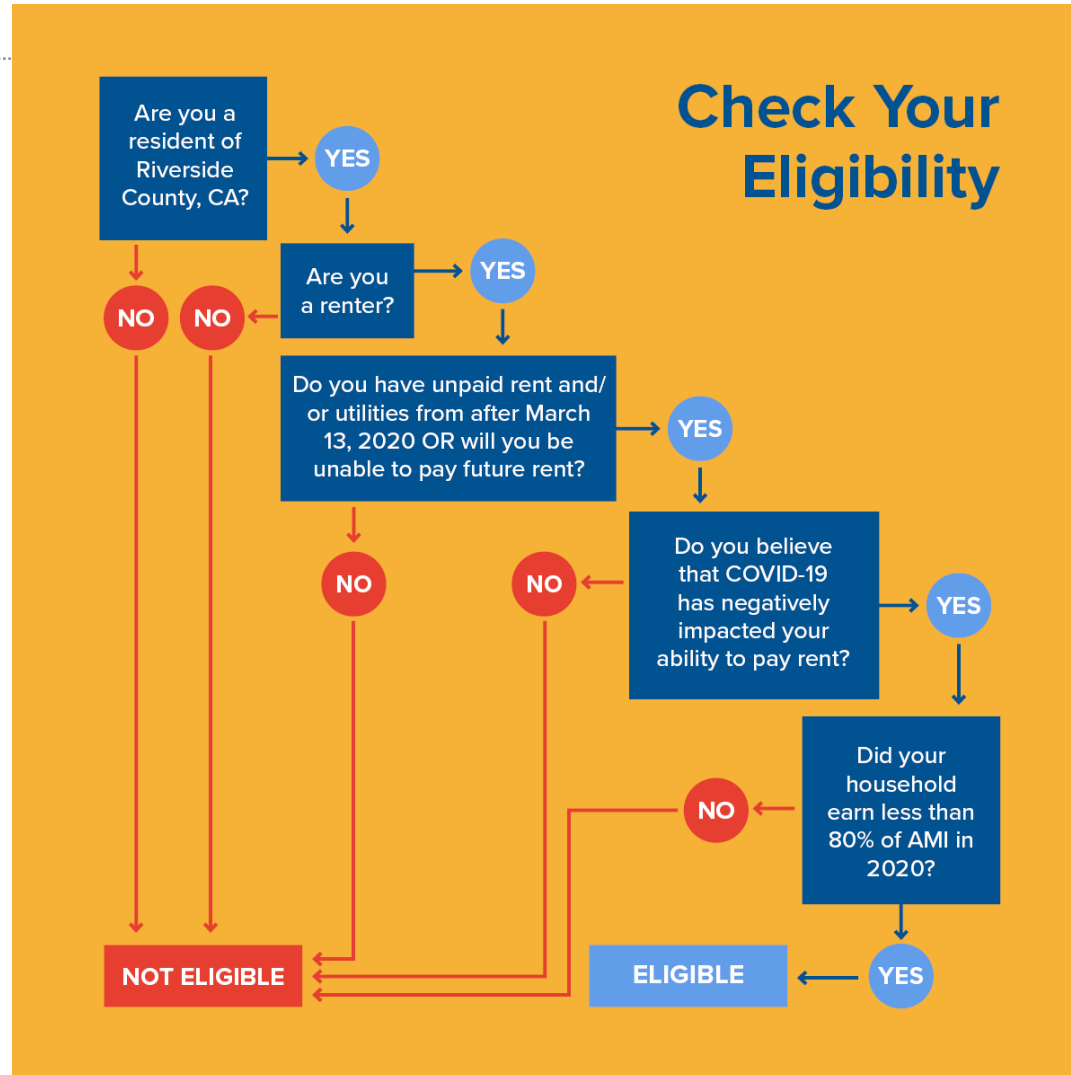 Check Your
Eligibility
Are you a
resident of
Riverside
County, CA?
YES
NO
Are you
a renter?
YES
NO
Do you have unpaid rent and/
or utilities from after March
13, 2020 OR will you be
unable to pay future rent?
YES
NO
Do you believe
that COVID-19
has negatively
impacted your
ability to pay rent?
YES
NO
Did your
household
earn less than
80% of AMI in
2020?
NO
YES
NOT ELIGIBLE
ELIGIBLE